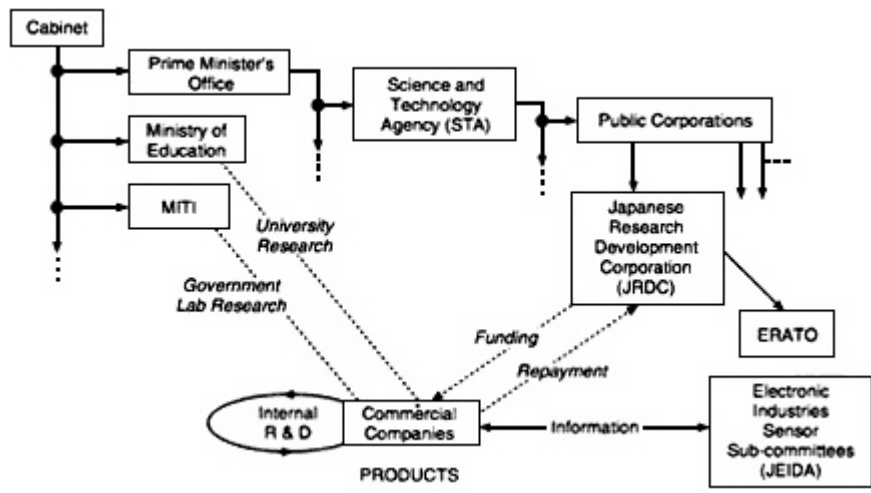 Cabinet
Prime Minister's
Office
Science and
Technology
Agency (STA)
Public Corporations
Ministry of
Education
MITI
University
Research
Japanese
Research
Development
Corporation
(JRDC)
Government
Lab Research
Funding
ERATO
Repayment
Internal
R & D
Commercial
Companies
Information
Electronic
Industries
Sensor
Sub-committees
(JEIDA)
PRODUCTS